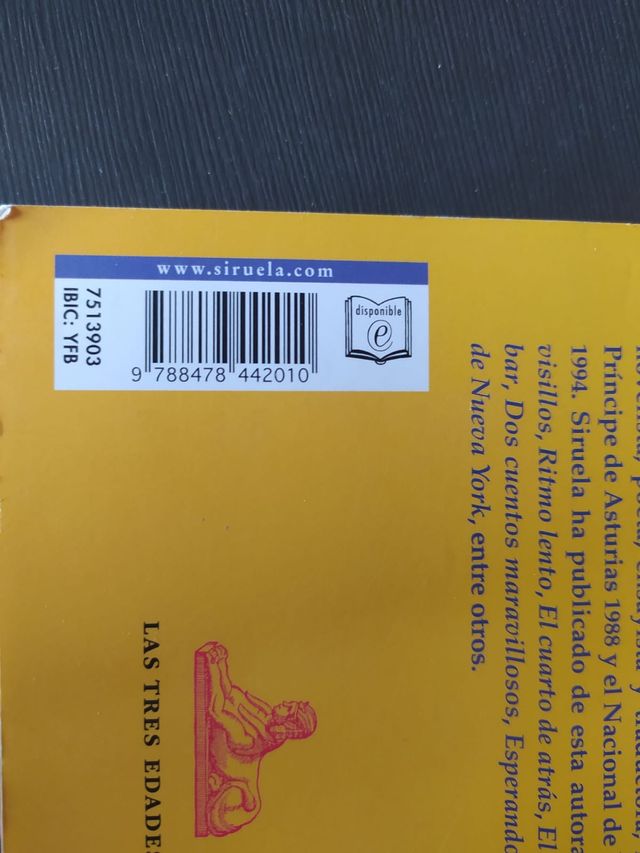 www.siruela.com
disponible
e
9 788478 442010
7513903
IBIC: YFB
Príncipe de Asturias 1988 y el Nacional de
1994. Siruela ha publicado de esta autora
visillos, Ritmo lento, El cuarto de atrás, El
bar, Dos cuentos maravillosos, Esperando
de Nueva York, entre otros.
LAS TRES EDADES